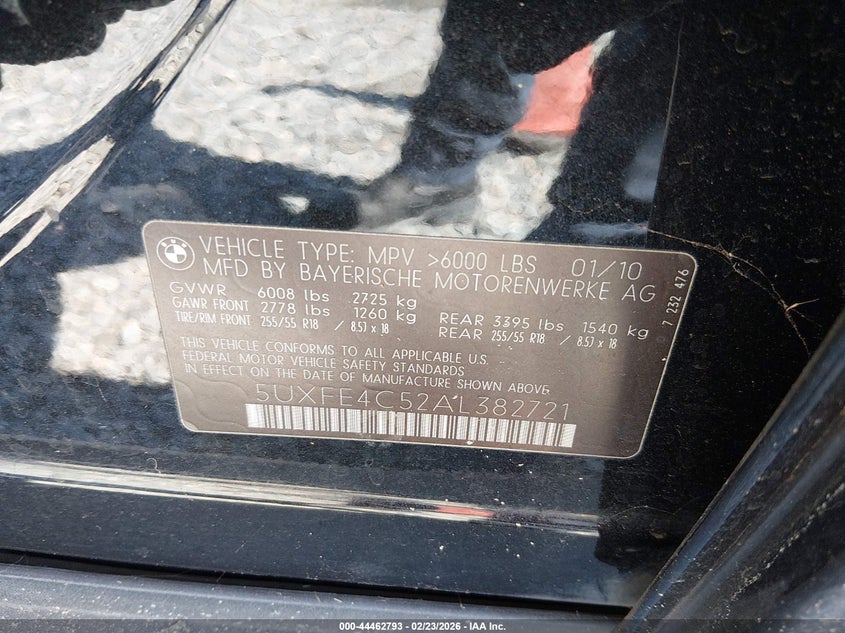 BMW
VEHICLE TYPE: MPV >6000 LBS 01/10
MFD BY BAYERISCHE MOTORENWERKE AG
GVWR 6008 lbs 2725 kg
GAWR FRONT 2778 lbs 1260 kg REAR 3395 lbs 1540 kg
TIRE/RIM FRONT 255/55 R18 / 8.5J x 18 REAR 255/55 R18 / 8.5J x 18
THIS VEHICLE CONFORMS TO ALL APPLICABLE U.S.
FEDERAL MOTOR VEHICLE SAFETY STANDARDS
IN EFFECT ON THE DATE OF MANUFACTURE SHOWN ABOVE.
5UXFE4C52AL382721
7 232 476
000-44462793 - 02/23/2026 - IAA Inc.